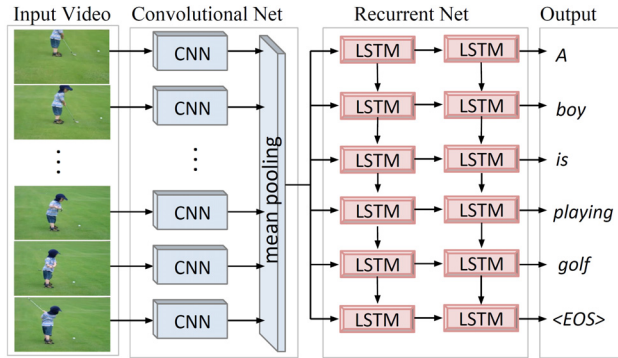 Input Video
Convolutional Net
Recurrent Net
Output
CNN
LSTM
LSTM
A
CNN
LSTM
LSTM
boy
mean pooling
LSTM
LSTM
is
CNN
LSTM
LSTM
playing
CNN
LSTM
LSTM
golf
CNN
LSTM
LSTM
<EOS>